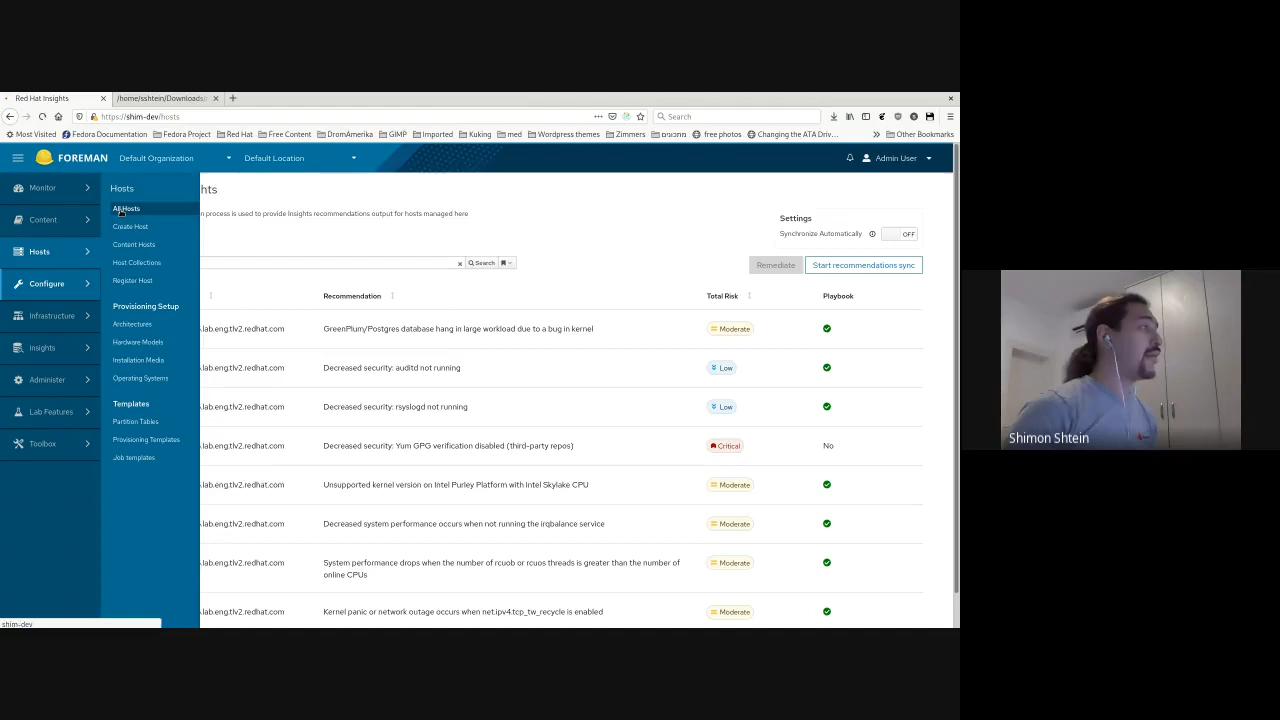 Red Hat Insights
/home/sshtein/Downloads/
https://shim-dev/hosts
Search
Most Visited
Fedora Documentation
Fedora Project
Red Hat
Free Content
DromAmerika
GIMP
Imported
Kuking
med
Wordpress themes
Zimmers
מתכונים
free photos
Changing the ATA Driv...
Other Bookmarks
FOREMAN
Default Organization
Default Location
Admin User
Monitor
Content
Hosts
Configure
Infrastructure
Insights
Administer
Lab Features
Toolbox
Hosts
All Hosts
Create Host
Content Hosts
Host Collections
Register Host
Provisioning Setup
Architectures
Hardware Models
Installation Media
Operating Systems
Templates
Partition Tables
Provisioning Templates
Job templates
hts
n process is used to provide Insights recommendations output for hosts managed here
Settings
Synchronize Automatically
OFF
Search
Remediate
Start recommendations sync
Recommendation
Total Risk
Playbook
.lab.eng.tlv2.redhat.com
GreenPlum/Postgres database hang in large workload due to a bug in kernel
Moderate
.lab.eng.tlv2.redhat.com
Decreased security: auditd not running
Low
.lab.eng.tlv2.redhat.com
Decreased security: rsyslogd not running
Low
.lab.eng.tlv2.redhat.com
Decreased security: Yum GPG verification disabled (third-party repos)
Critical
No
.lab.eng.tlv2.redhat.com
Unsupported kernel version on Intel Purley Platform with Intel Skylake CPU
Moderate
.lab.eng.tlv2.redhat.com
Decreased system performance occurs when not running the irqbalance service
Moderate
.lab.eng.tlv2.redhat.com
System performance drops when the number of rcuob or rcuos threads is greater than the number of
online CPUs
Moderate
.lab.eng.tlv2.redhat.com
Kernel panic or network outage occurs when net.ipv4.tcp_tw_recycle is enabled
Moderate
shim-dev
Shimon Shtein